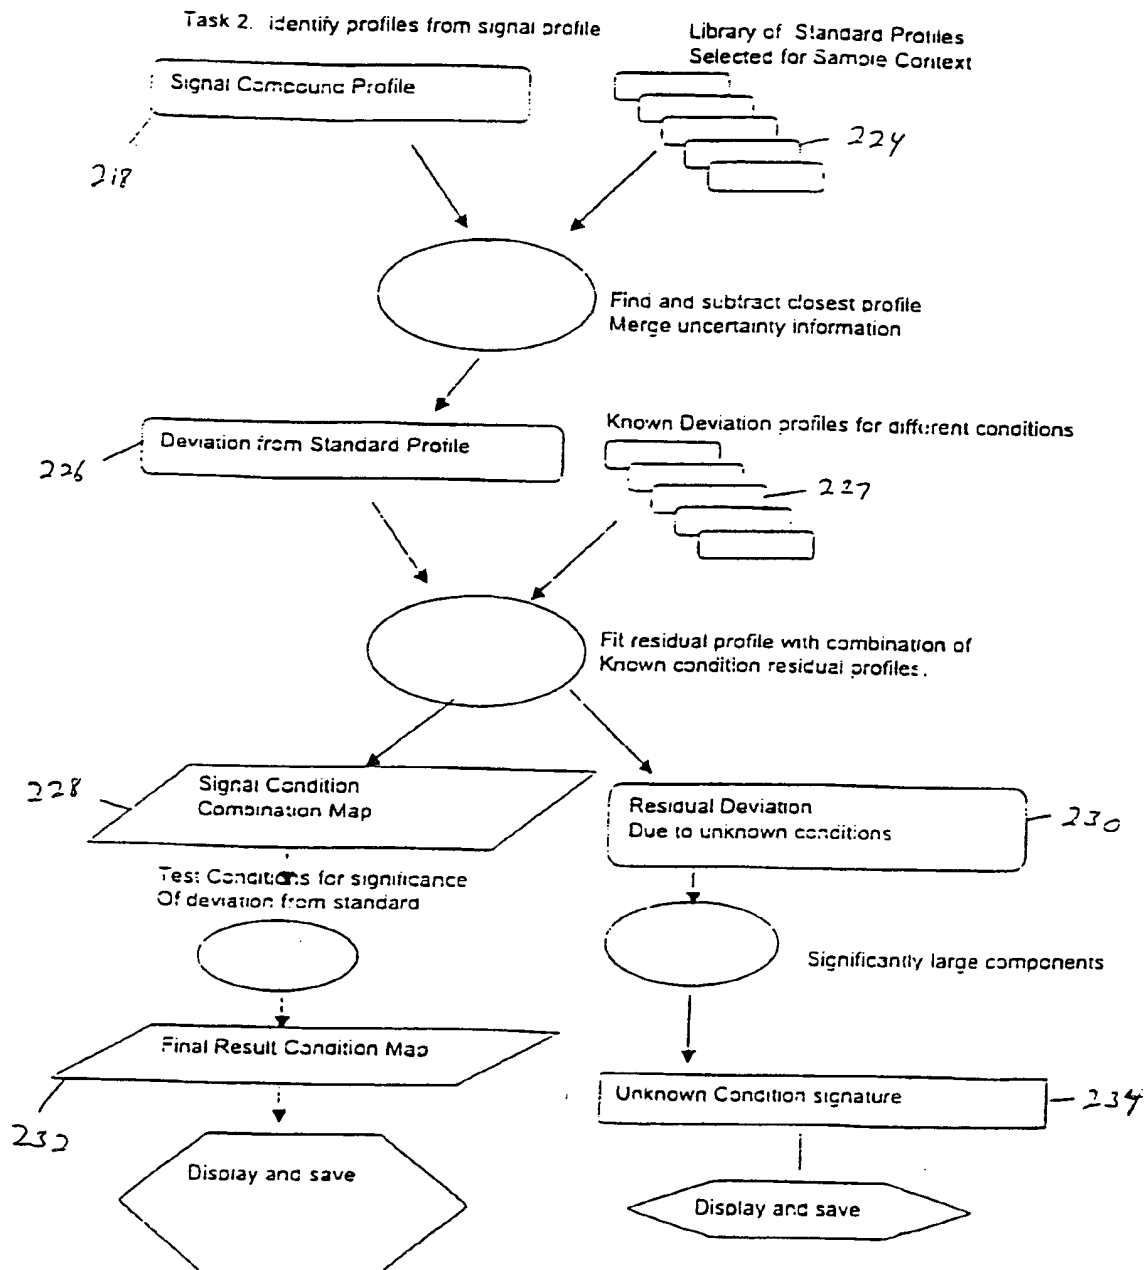 Task 2. Identify profiles from signal profile
Library of Standard Profiles
Selected for Sample Context
Signal Compound Profile
224
218
Find and subtract closest profile
Merge uncertainty information
Known Deviation profiles for different conditions
Deviation from Standard Profile
226
227
Fit residual profile with combination of
Known condition residual profiles.
Signal Condition
Combination Map
228
Residual Deviation
Due to unknown conditions
230
Test Conditions for significance
Of deviation from standard
Significantly large components
Final Result Condition Map
Unknown Condition signature
234
232
Display and save
Display and save